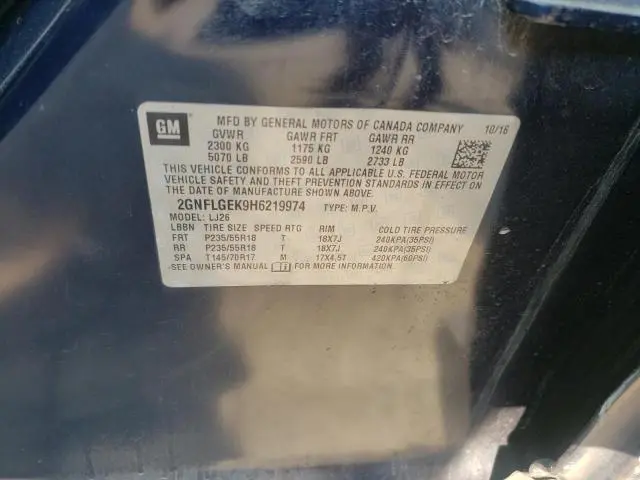 GM
MFD BY GENERAL MOTORS OF CANADA COMPANY 10/16
GVWR GAWR FRT GAWR RR
2300 KG 1175 KG 1240 KG
5070 LB 2590 LB 2733 LB
THIS VEHICLE CONFORMS TO ALL APPLICABLE U.S. FEDERAL MOTOR
VEHICLE SAFETY AND THEFT PREVENTION STANDARDS IN EFFECT ON
THE DATE OF MANUFACTURE SHOWN ABOVE.
2GNFLGEK9H6219974 TYPE: M.P.V.
MODEL: LJ26
LBBN TIRE SIZE SPEED RTG RIM COLD TIRE PRESSURE
FRT P235/55R18 T 18X7J 240KPA(35PSI)
RR P235/55R18 T 18X7J 240KPA(35PSI)
SPA T145/70R17 M 17X4.5T 420KPA(60PSI)
-SEE OWNER'S MANUAL FOR MORE INFORMATION.